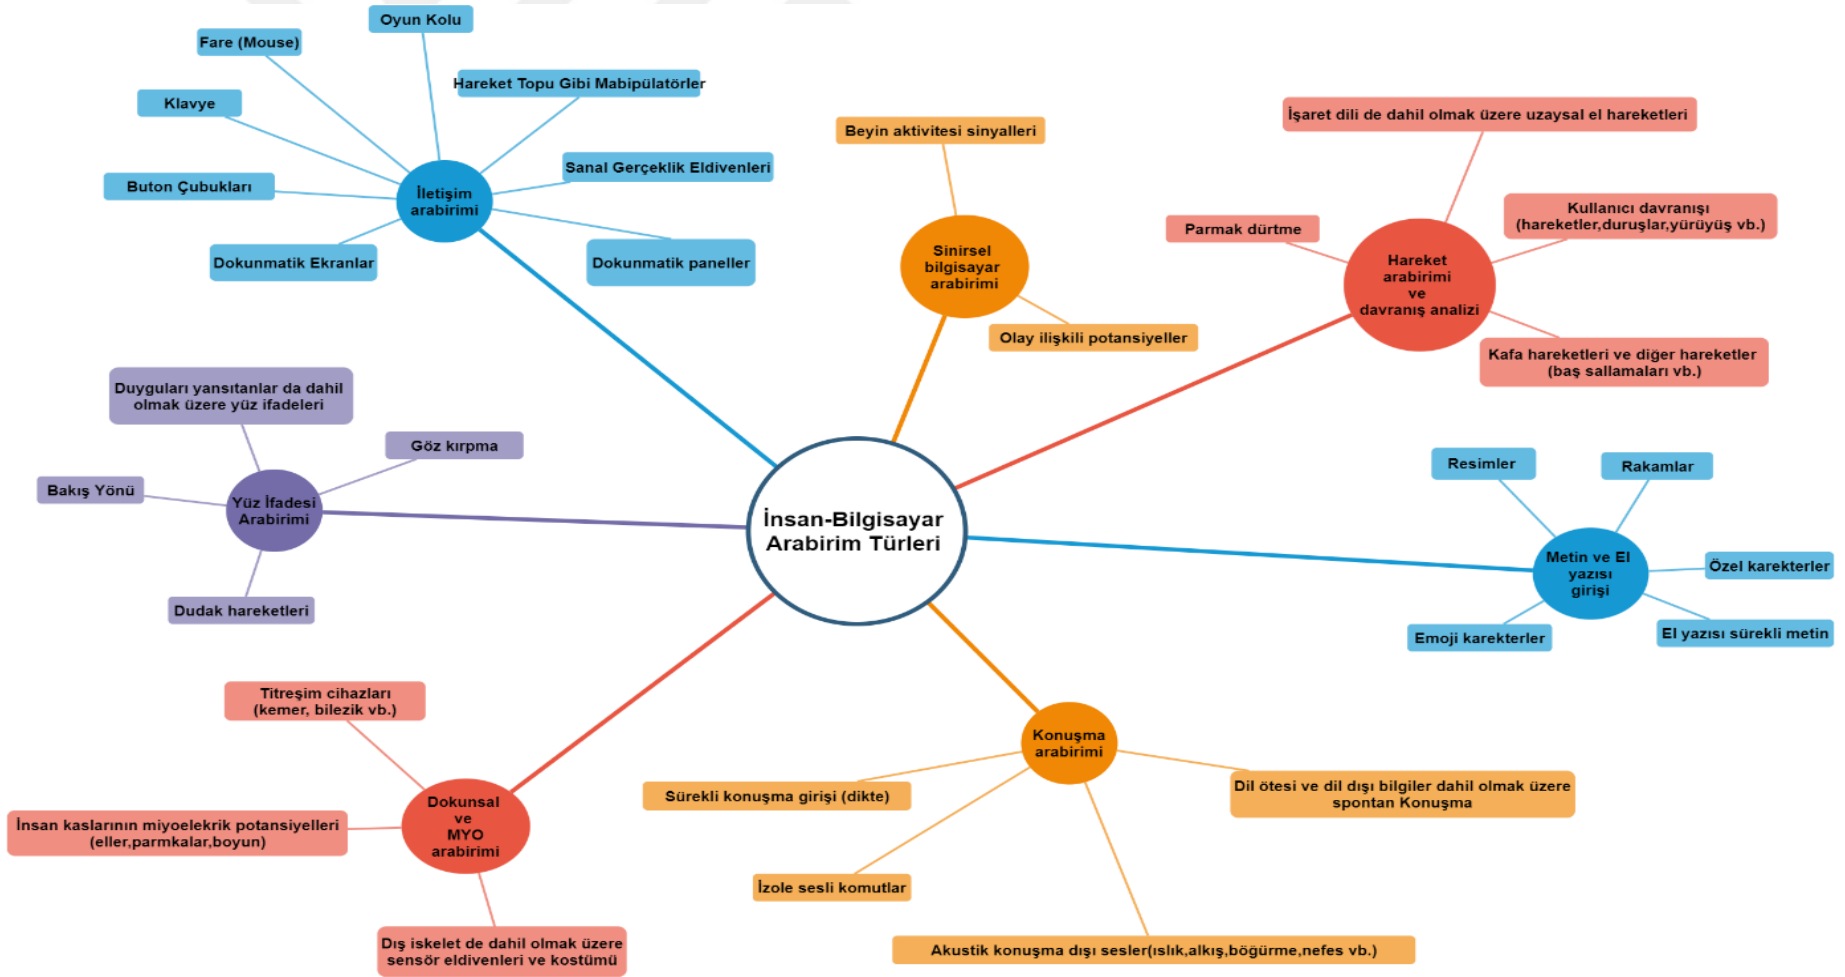 Oyun Kolu
Fare (Mouse)
Hareket Topu Gibi Mabipülatörler
Klavye
Sanal Gerçeklik Eldivenleri
Buton Çubukları
İletişim
arabirimi
Dokunmatik Ekranlar
Dokunmatik paneller
Beyin aktivitesi sinyalleri
Sinirsel
bilgisayar
arabirimi
Olay ilişkili potansiyeller
İşaret dili de dahil olmak üzere uzaysal el hareketleri
Parmak dürtme
Kullanıcı davranışı
(hareketler,duruşlar,yürüyüş vb.)
Hareket
arabirimi
ve
davranış analizi
Kafa hareketleri ve diğer hareketler
(baş sallamaları vb.)
Duyguları yansıtanlar da dahil
olmak üzere yüz ifadeleri
Göz kırpma
Bakış Yönü
Yüz İfadesi
Arabirimi
Dudak hareketleri
İnsan-Bilgisayar
Arabirim Türleri
Resimler
Rakamlar
Metin ve El
yazısı
girişi
Özel karekterler
Emoji karekterler
El yazısı sürekli metin
Titreşim cihazları
(kemer, bilezik vb.)
Dokunsal
ve
MYO
arabirimi
İnsan kaslarının miyoelekrik potansiyelleri
(eller,parmkalar,boyun)
Dış iskelet de dahil olmak üzere
sensör eldivenleri ve kostümü
Konuşma
arabirimi
Sürekli konuşma girişi (dikte)
Dil ötesi ve dil dışı bilgiler dahil olmak üzere
spontan Konuşma
İzole sesli komutlar
Akustik konuşma dışı sesler(ıslık,alkış,böğürme,nefes vb.)